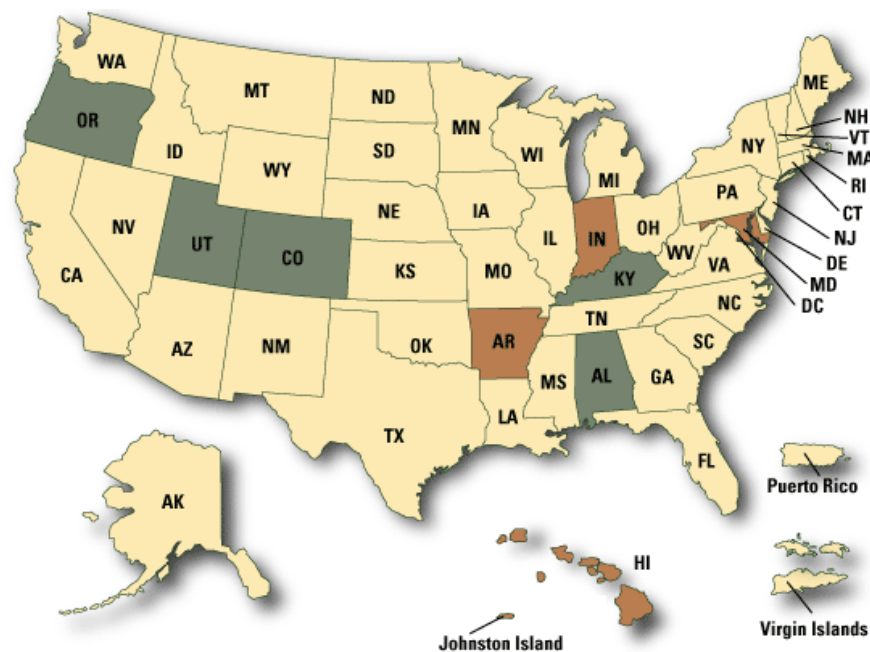 WA
MT
ND
MN
ME
OR
ID
SD
WI
NY
NH
VT
MA
WY
MI
RI
PA
CT
NE
IA
NV
UT
CO
IL
IN
OH
NJ
WV
DE
CA
KS
MO
KY
VA
MD
DC
NC
TN
AZ
NM
OK
AR
SC
MS
AL
GA
LA
TX
FL
Puerto Rico
AK
HI
Virgin Islands
Johnston Island